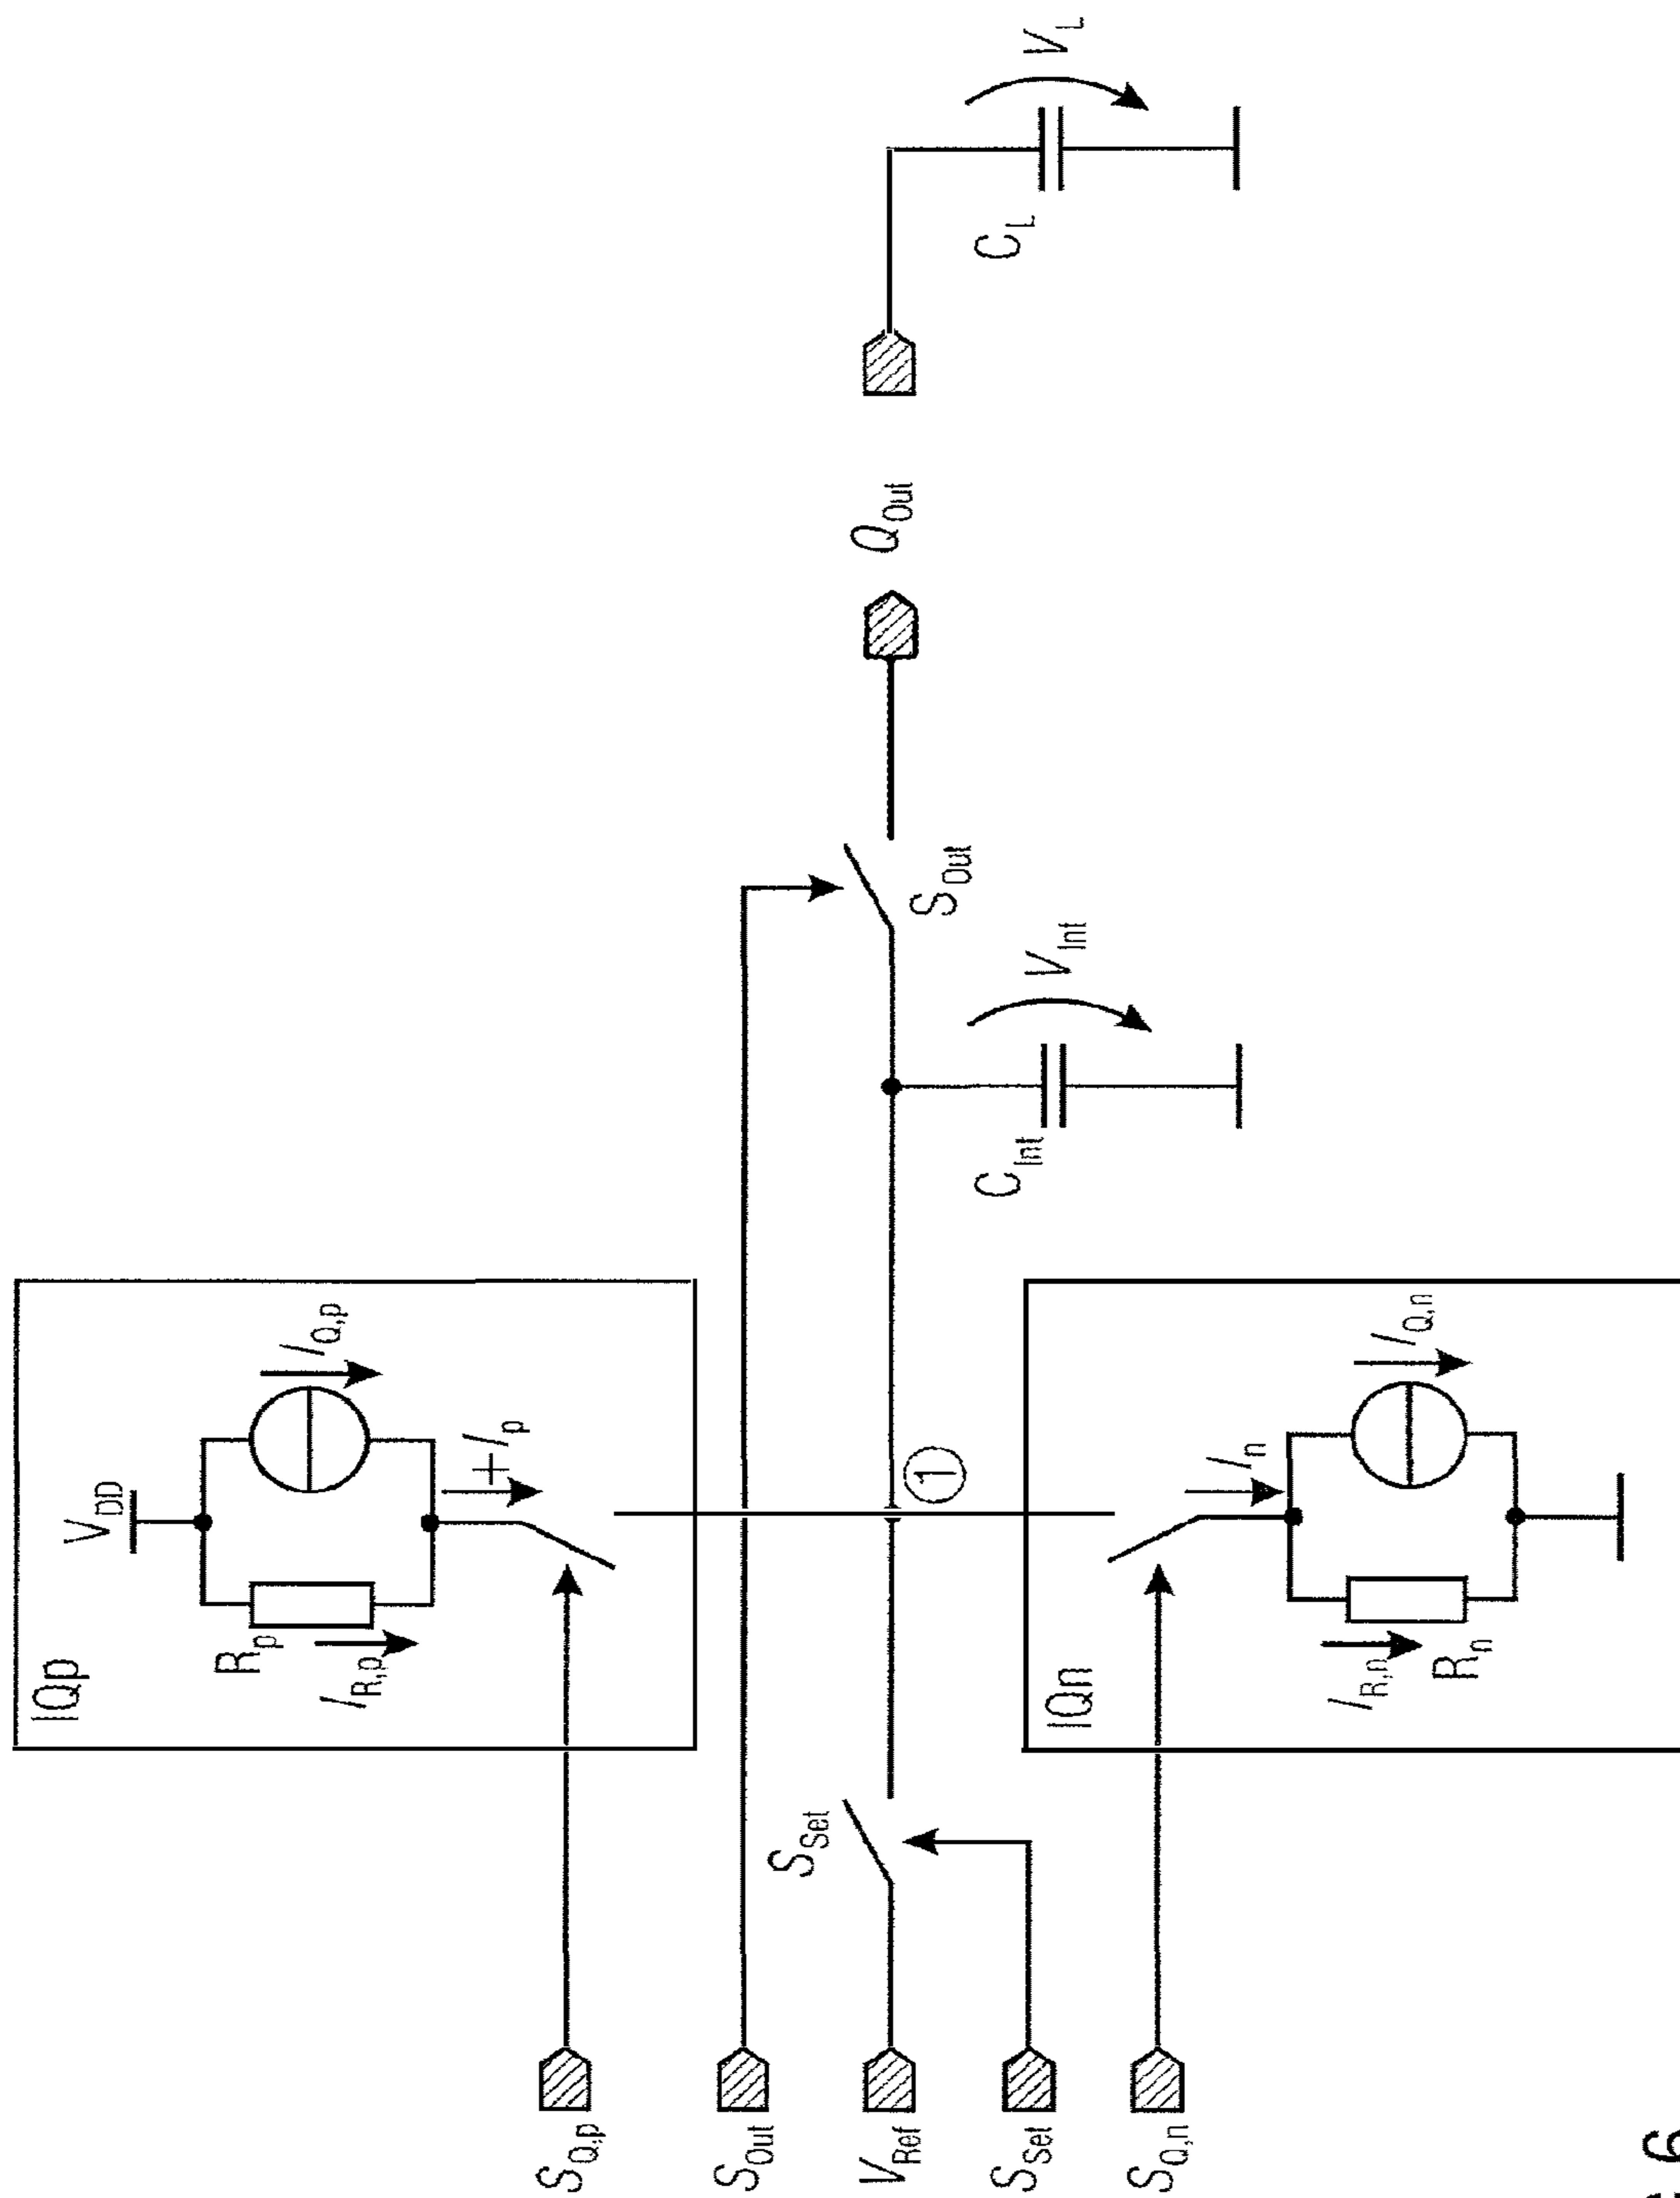 IQp
V_DD
R_p
I_R,p
I_Q,p
+I_p
S_Q,p
S_Out
V_Ref
S_Set
S_Q,n
S_Set
①
C_Int
V_Int
S_Out
Q_Out
C_L
V_L
IQn
I_n
I_R,n
R_n
I_Q,n
6